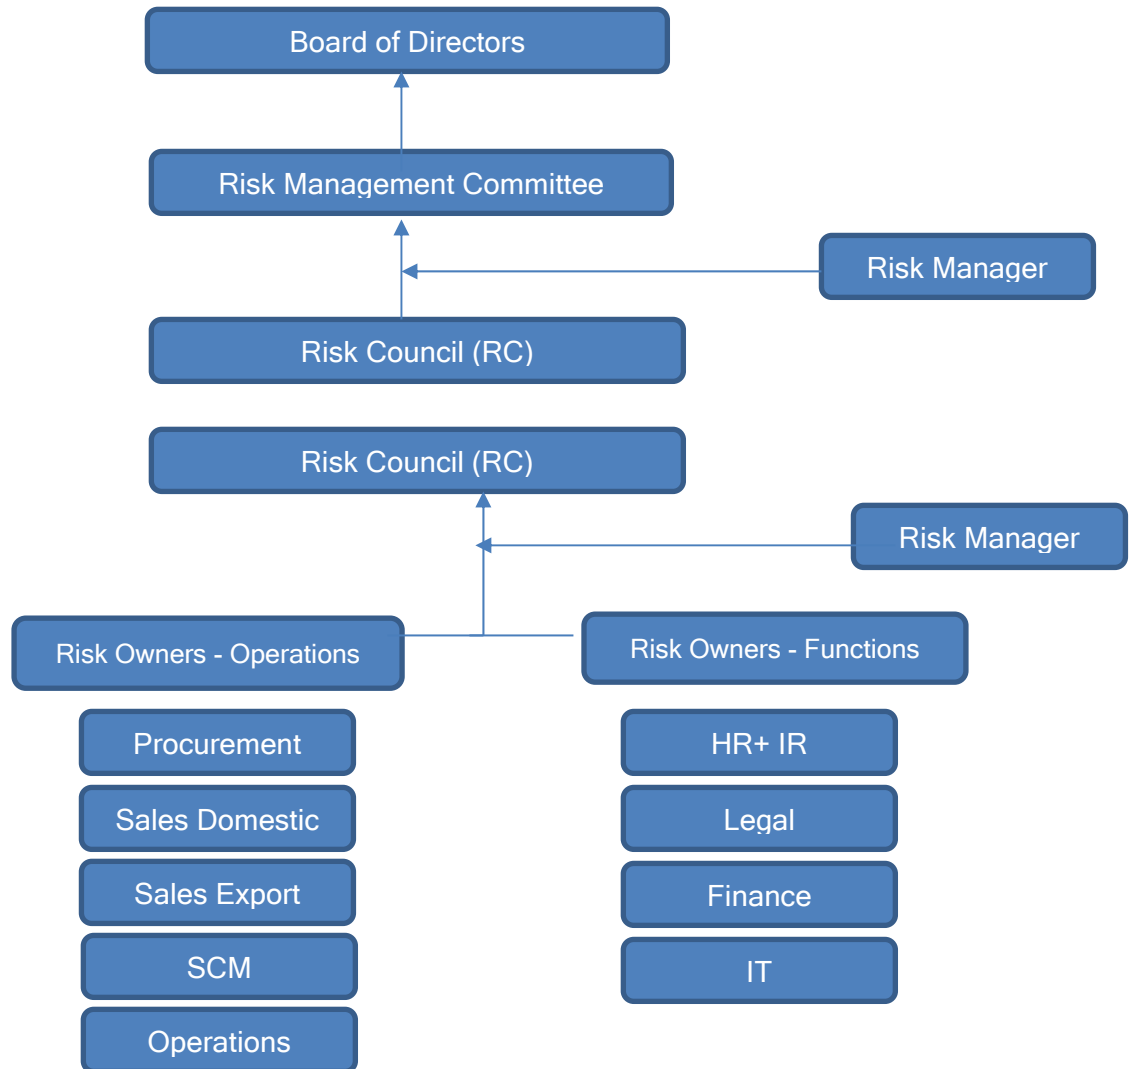 Board of Directors
Risk Management Committee
Risk Manager
Risk Council (RC)
Risk Council (RC)
Risk Manager
Risk Owners - Operations
Risk Owners - Functions
Procurement
HR+ IR
Sales Domestic
Legal
Sales Export
Finance
SCM
IT
Operations